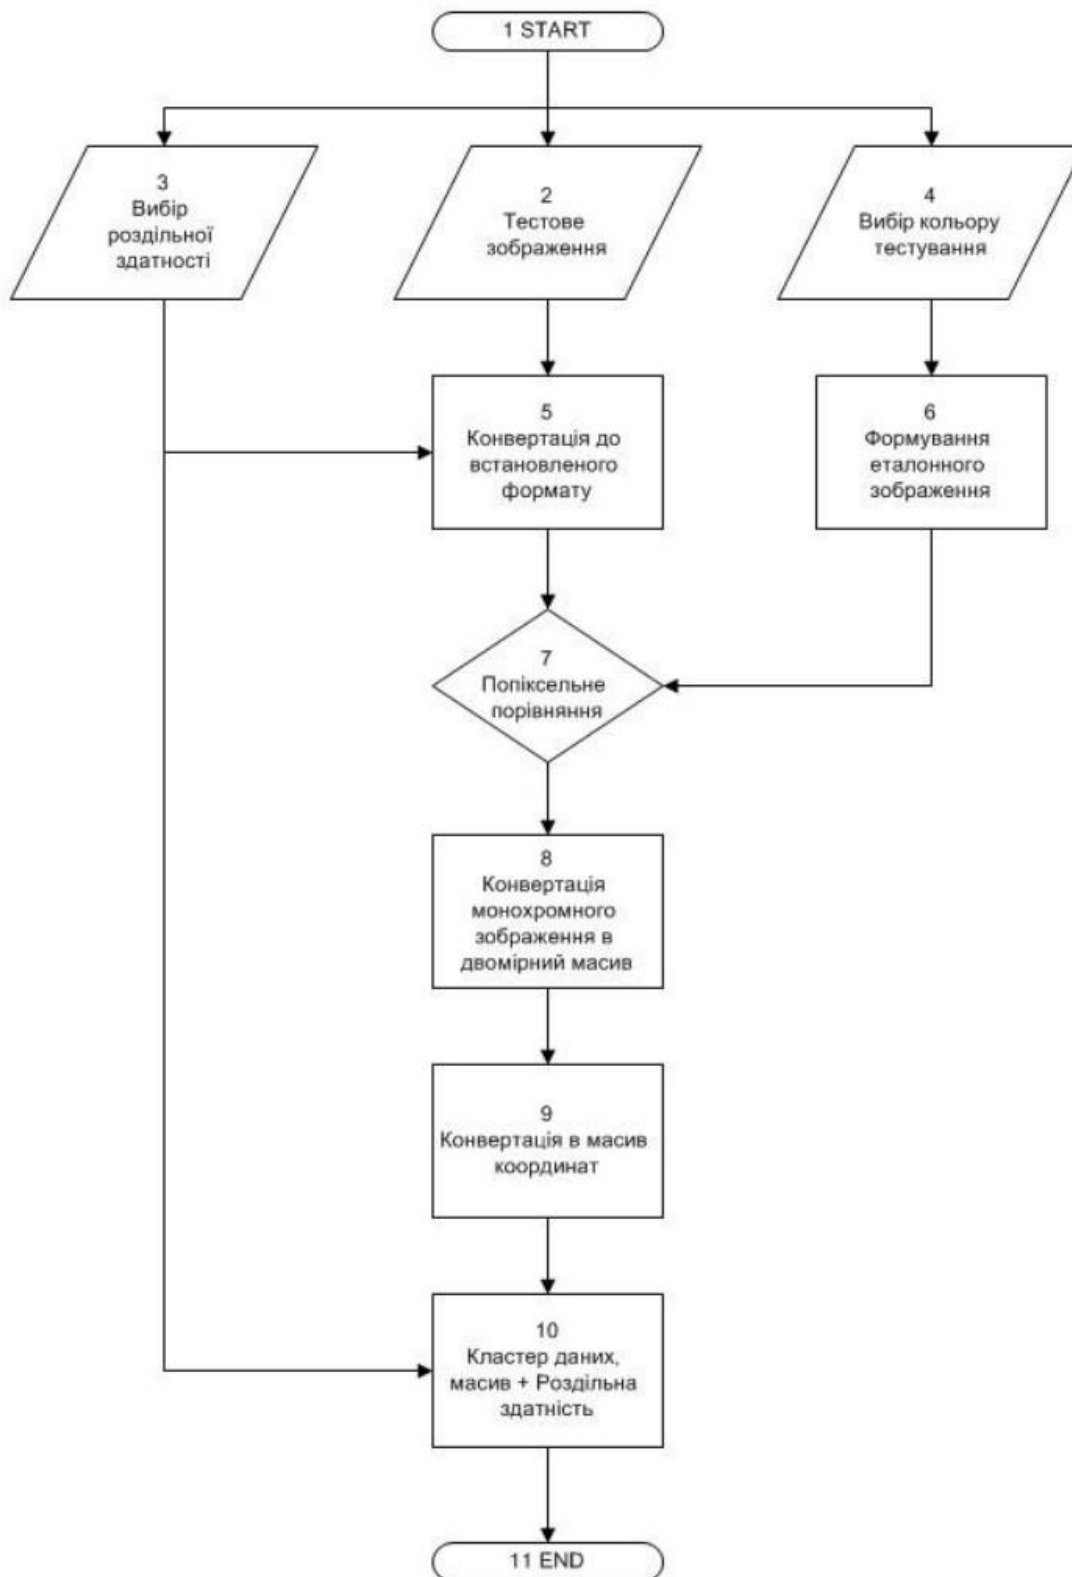 1 START
3
Вибір
роздільної
здатності
2
Тестове
зображення
4
Вибір кольору
тестування
5
Конвертація до
встановленого
формату
6
Формування
еталонного
зображення
7
Попіксельне
порівняння
8
Конвертація
монохромного
зображення в
двомірний масив
9
Конвертація в масив
координат
10
Кластер даних,
масив + Роздільна
здатність
11 END